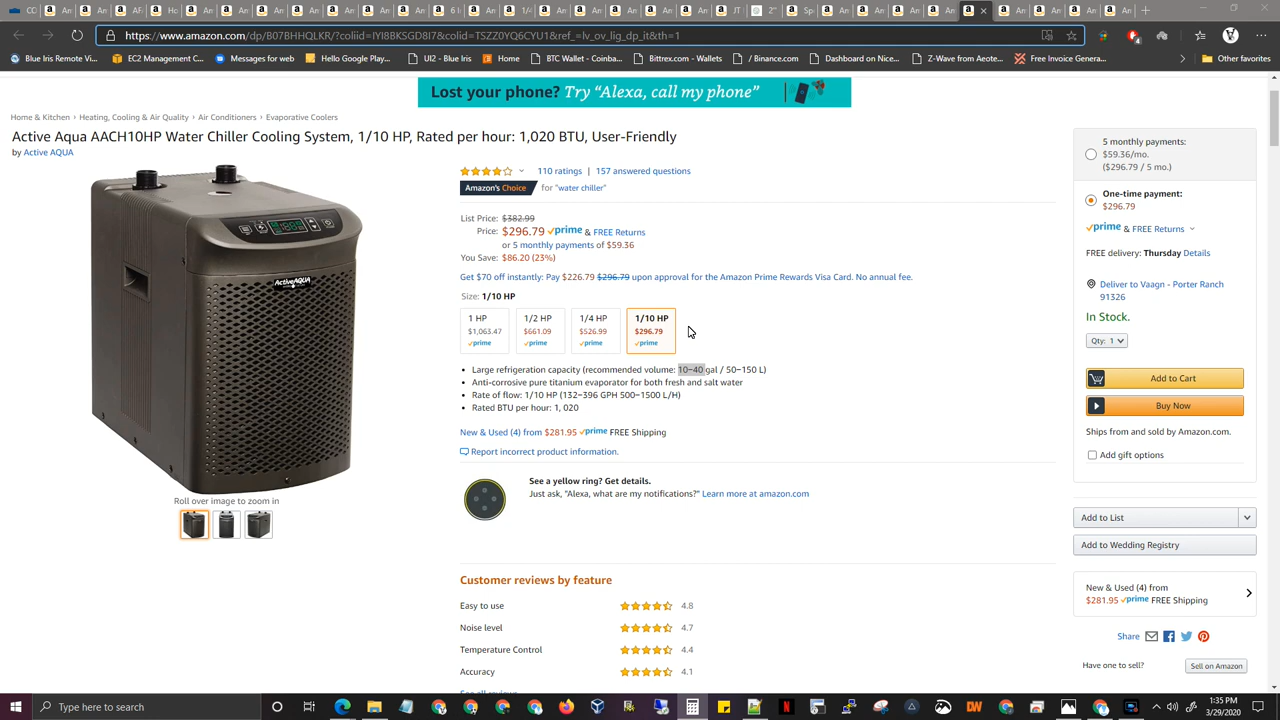 JT
2"
Sp
https://www.amazon.com/dp/B07BHHQLKR/?coliid=IYI8BKSGD8I7&colid=TSZZ0YQ6CYU1&ref_=lv_ov_lig_dp_it&th=1
Blue Iris Remote Vi...
EC2 Management C...
Messages for web
Hello Google Play...
UI2 - Blue Iris
Home
BTC Wallet - Coinba...
Bittrex.com - Wallets
/ Binance.com
Dashboard on Nice...
Z-Wave from Aeote...
Free Invoice Genera...
Other favorites
Lost your phone? Try "Alexa, call my phone"
Home & Kitchen › Heating, Cooling & Air Quality › Air Conditioners › Evaporative Coolers
Active Aqua AACH10HP Water Chiller Cooling System, 1/10 HP, Rated per hour: 1,020 BTU, User-Friendly
by Active AQUA
110 ratings | 157 answered questions
Amazon's Choice for "water chiller"
List Price: $382.99
Price: $296.79 prime & FREE Returns
or 5 monthly payments of $59.36
You Save: $86.20 (23%)
Get $70 off instantly: Pay $226.79 $296.79 upon approval for the Amazon Prime Rewards Visa Card. No annual fee.
Size: 1/10 HP
1 HP
$1,063.47
prime
1/2 HP
$661.09
prime
1/4 HP
$526.99
prime
1/10 HP
$296.79
prime
• Large refrigeration capacity (recommended volume: 10–40 gal / 50–150 L)
• Anti-corrosive pure titanium evaporator for both fresh and salt water
• Rate of flow: 1/10 HP (132–396 GPH 500–1500 L/H)
• Rated BTU per hour: 1, 020
New & Used (4) from $281.95 prime FREE Shipping
Report incorrect product information.
See a yellow ring? Get details.
Just ask, "Alexa, what are my notifications?" Learn more at amazon.com
Customer reviews by feature
Easy to use 4.8
Noise level 4.7
Temperature Control 4.4
Accuracy 4.1
See all reviews
ActiveAQUA
Roll over image to zoom in
5 monthly payments:
$59.36/mo.
($296.79 / 5 mo.)
One-time payment:
$296.79
prime & FREE Returns
FREE delivery: Thursday Details
Deliver to Vaagn - Porter Ranch
91326
In Stock.
Qty: 1
Add to Cart
Buy Now
Ships from and sold by Amazon.com.
Add gift options
Add to List
Add to Wedding Registry
New & Used (4) from
$281.95 prime FREE Shipping
Share
Have one to sell?
Sell on Amazon
Type here to search
1:35 PM
3/29/2020